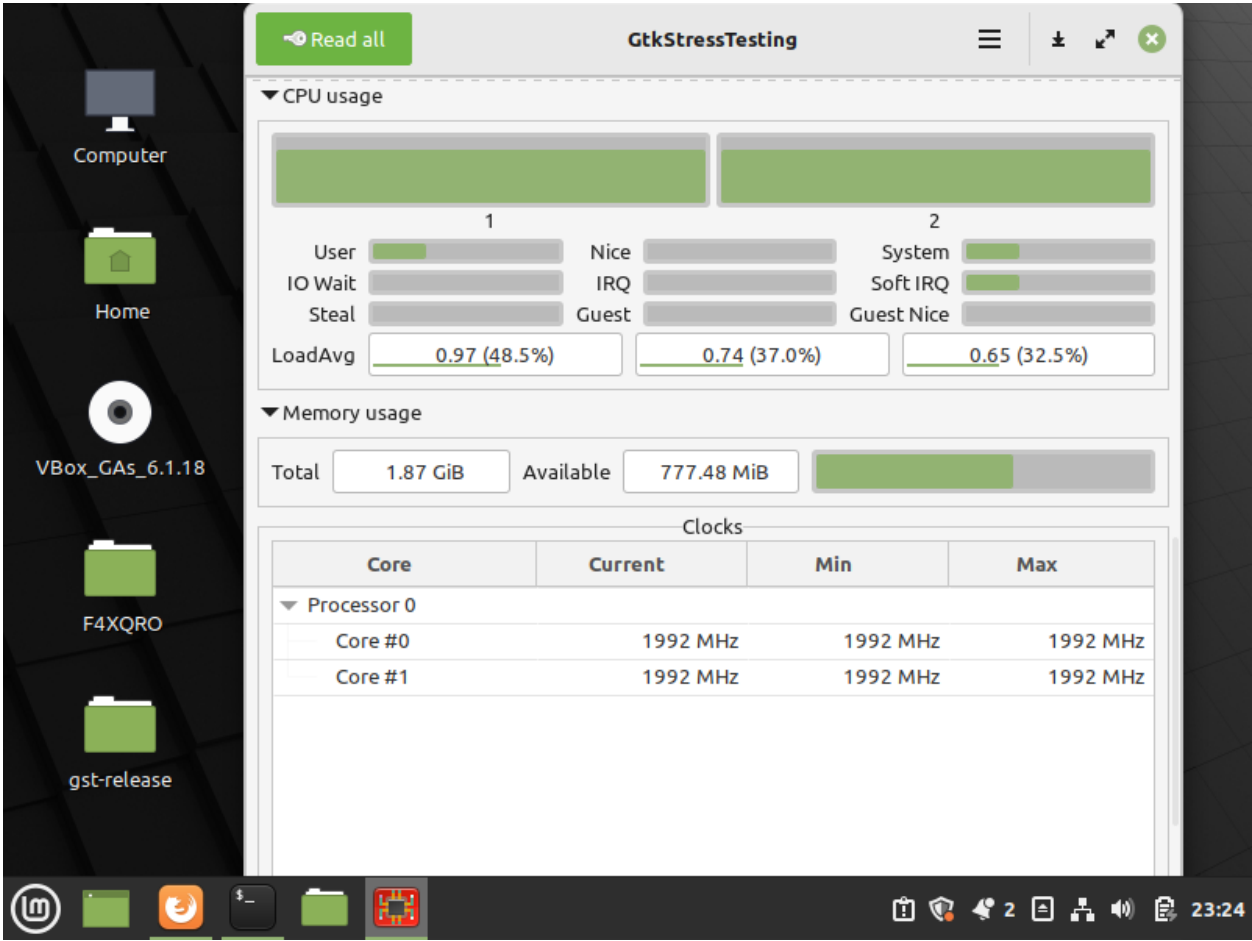 Read all
GtkStressTesting
Computer
Home
VBox_GAs_6.1.18
F4XQRO
gst-release
CPU usage
1 2
User Nice System
IO Wait IRQ Soft IRQ
Steal Guest Guest Nice
LoadAvg 0.97 (48.5%) 0.74 (37.0%) 0.65 (32.5%)
Memory usage
Total 1.87 GiB Available 777.48 MiB
Clocks
Core Current Min Max
Processor 0
Core #0 1992 MHz 1992 MHz 1992 MHz
Core #1 1992 MHz 1992 MHz 1992 MHz
$_
2 23:24